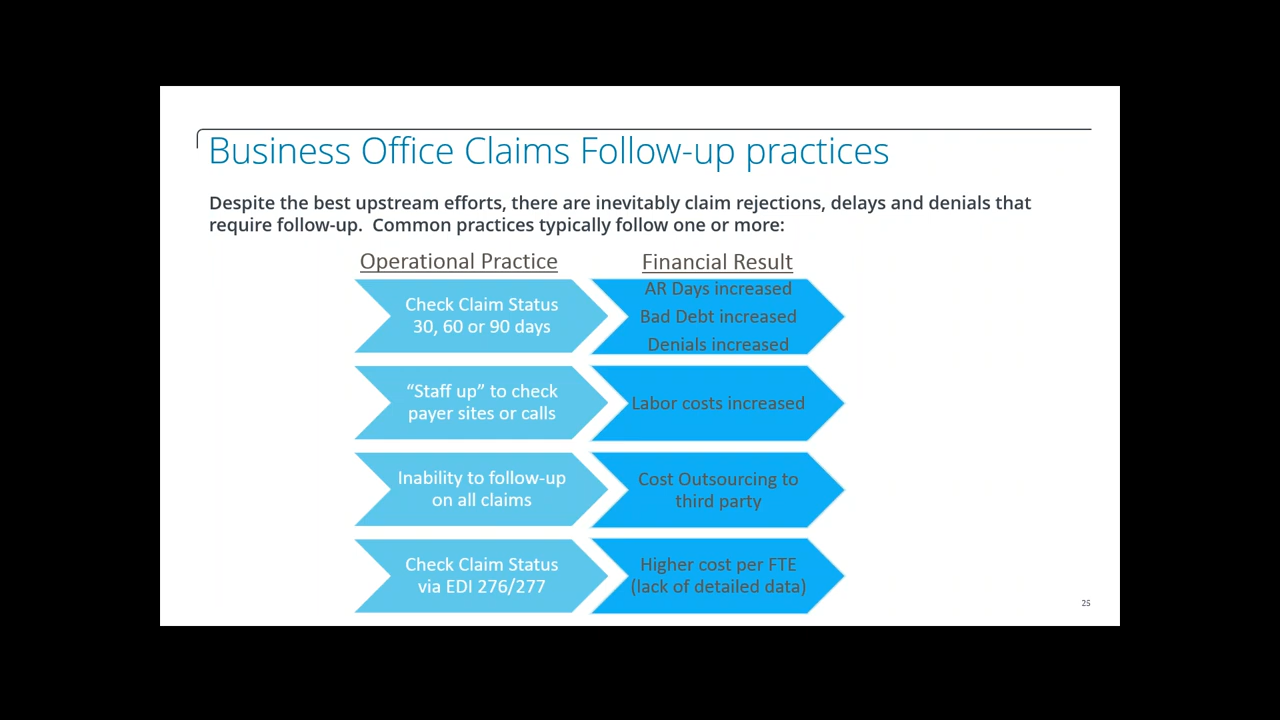 Business Office Claims Follow-up practices
Despite the best upstream efforts, there are inevitably claim rejections, delays and denials that
require follow-up.  Common practices typically follow one or more:
Operational Practice
Financial Result
Check Claim Status
30, 60 or 90 days
AR Days increased
Bad Debt increased
Denials increased
“Staff up” to check
payer sites or calls
Labor costs increased
Inability to follow-up
on all claims
Cost Outsourcing to
third party
Check Claim Status
via EDI 276/277
Higher cost per FTE
(lack of detailed data)
25